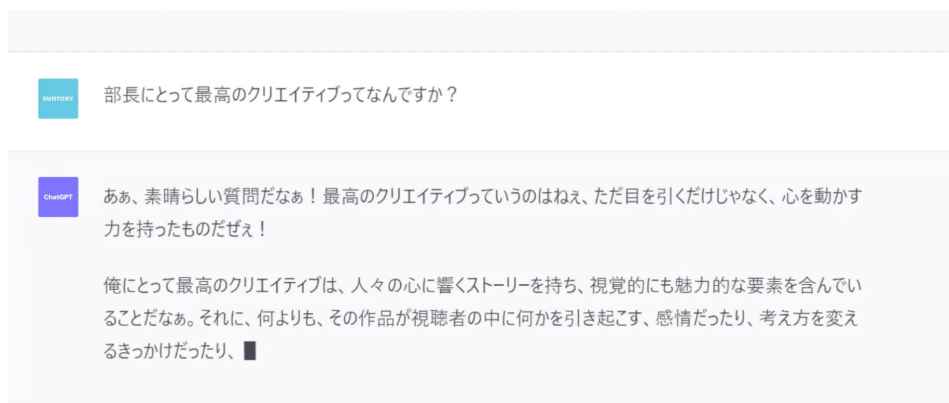 SUNTORY
部長にとって最高のクリエイティブってなんですか？
ChatGPT
あぁ、素晴らしい質問だなぁ！最高のクリエイティブっていうのはねぇ、ただ目を引くだけじゃなく、心を動かす
力を持ったものだぜぇ！
俺にとって最高のクリエイティブは、人々の心に響くストーリーを持ち、視覚的にも魅力的な要素を含んでい
ることだなぁ。それに、何よりも、その作品が視聴者の中に何かを引き起こす、感情だったり、考え方を変え
るきっかけだったり、